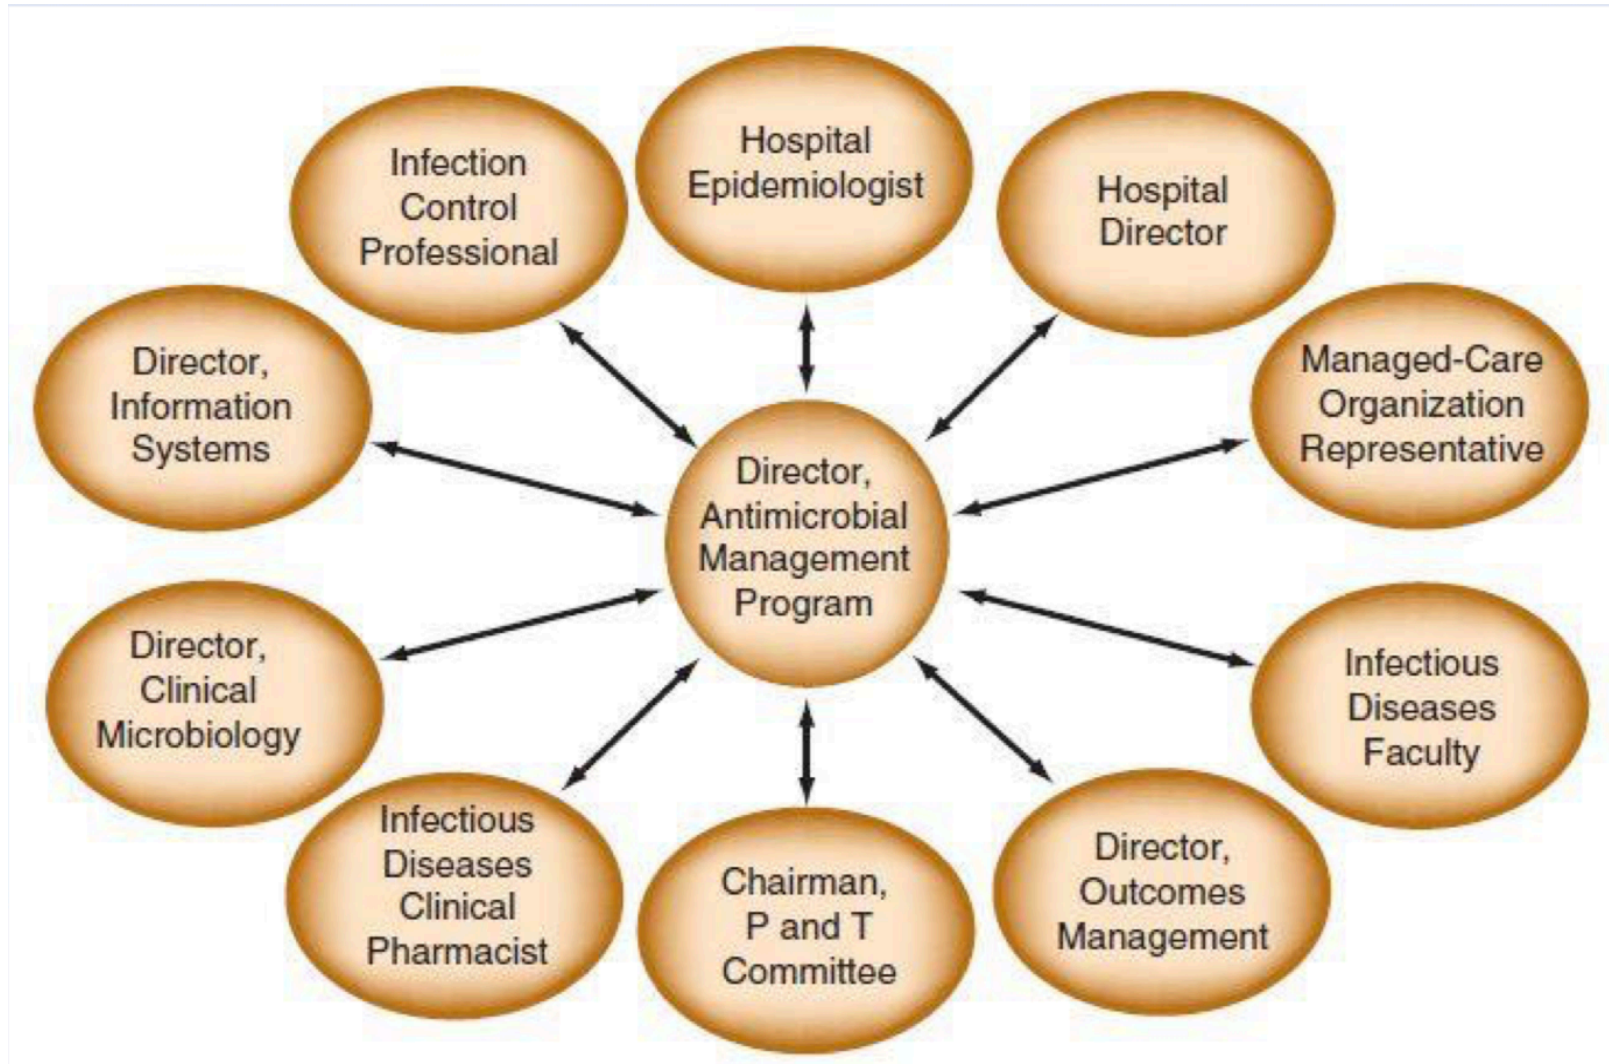 Hospital
Epidemiologist
Hospital
Director
Managed-Care
Organization
Representative
Infectious
Diseases
Faculty
Director,
Outcomes
Management
Chairman,
P and T
Committee
Infectious
Diseases
Clinical
Pharmacist
Director,
Clinical
Microbiology
Director,
Information
Systems
Infection
Control
Professional
Director,
Antimicrobial
Management
Program